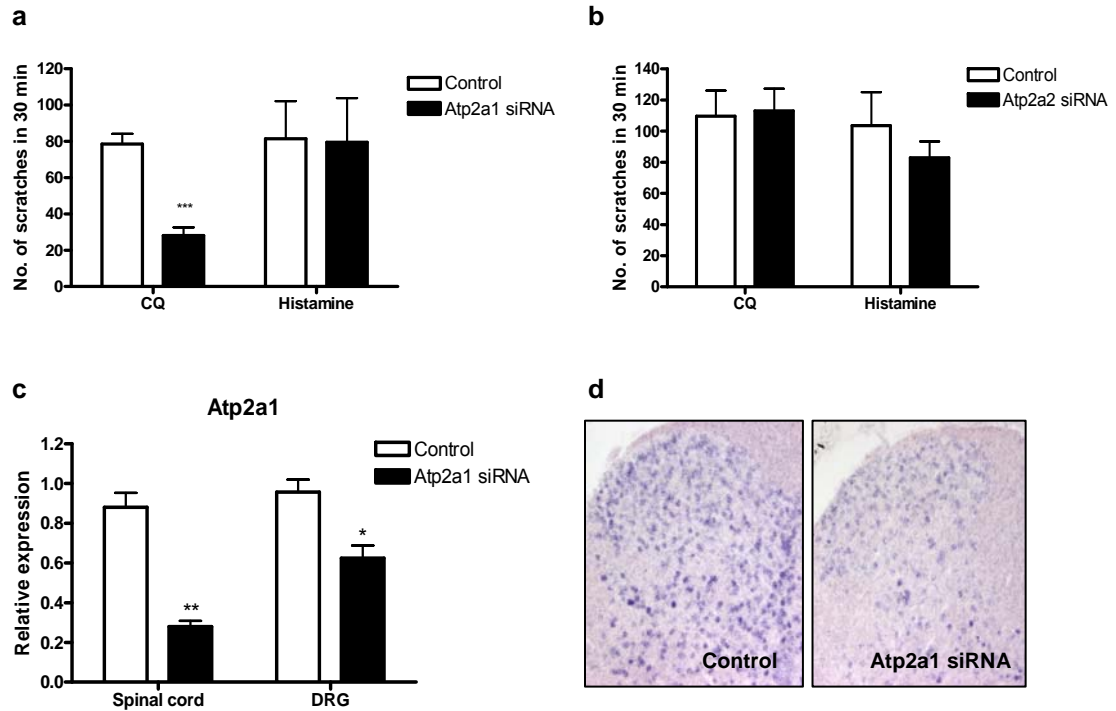 a
No. of scratches in 30 min
120
100
80
60
40
20
0
***
CQ
Histamine
Control
Atp2a1 siRNA
b
No. of scratches in 30 min
140
120
100
80
60
40
20
0
CQ
Histamine
Control
Atp2a2 siRNA
c
Atp2a1
Relative expression
1.2
1.0
0.8
0.6
0.4
0.2
0.0
**
*
Spinal cord
DRG
Control
Atp2a1 siRNA
d
Control
Atp2a1 siRNA